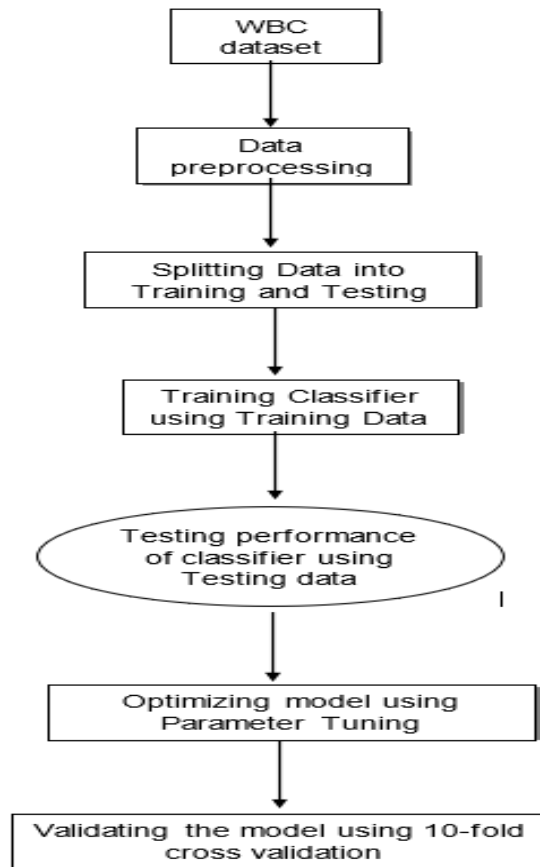 WBC
dataset
Data
preprocessing
Splitting Data into
Training and Testing
Training Classifier
using Training Data
Testing performance
of classifier using
Testing data
Optimizing model using
Parameter Tuning
Validating the model using 10-fold
cross validation